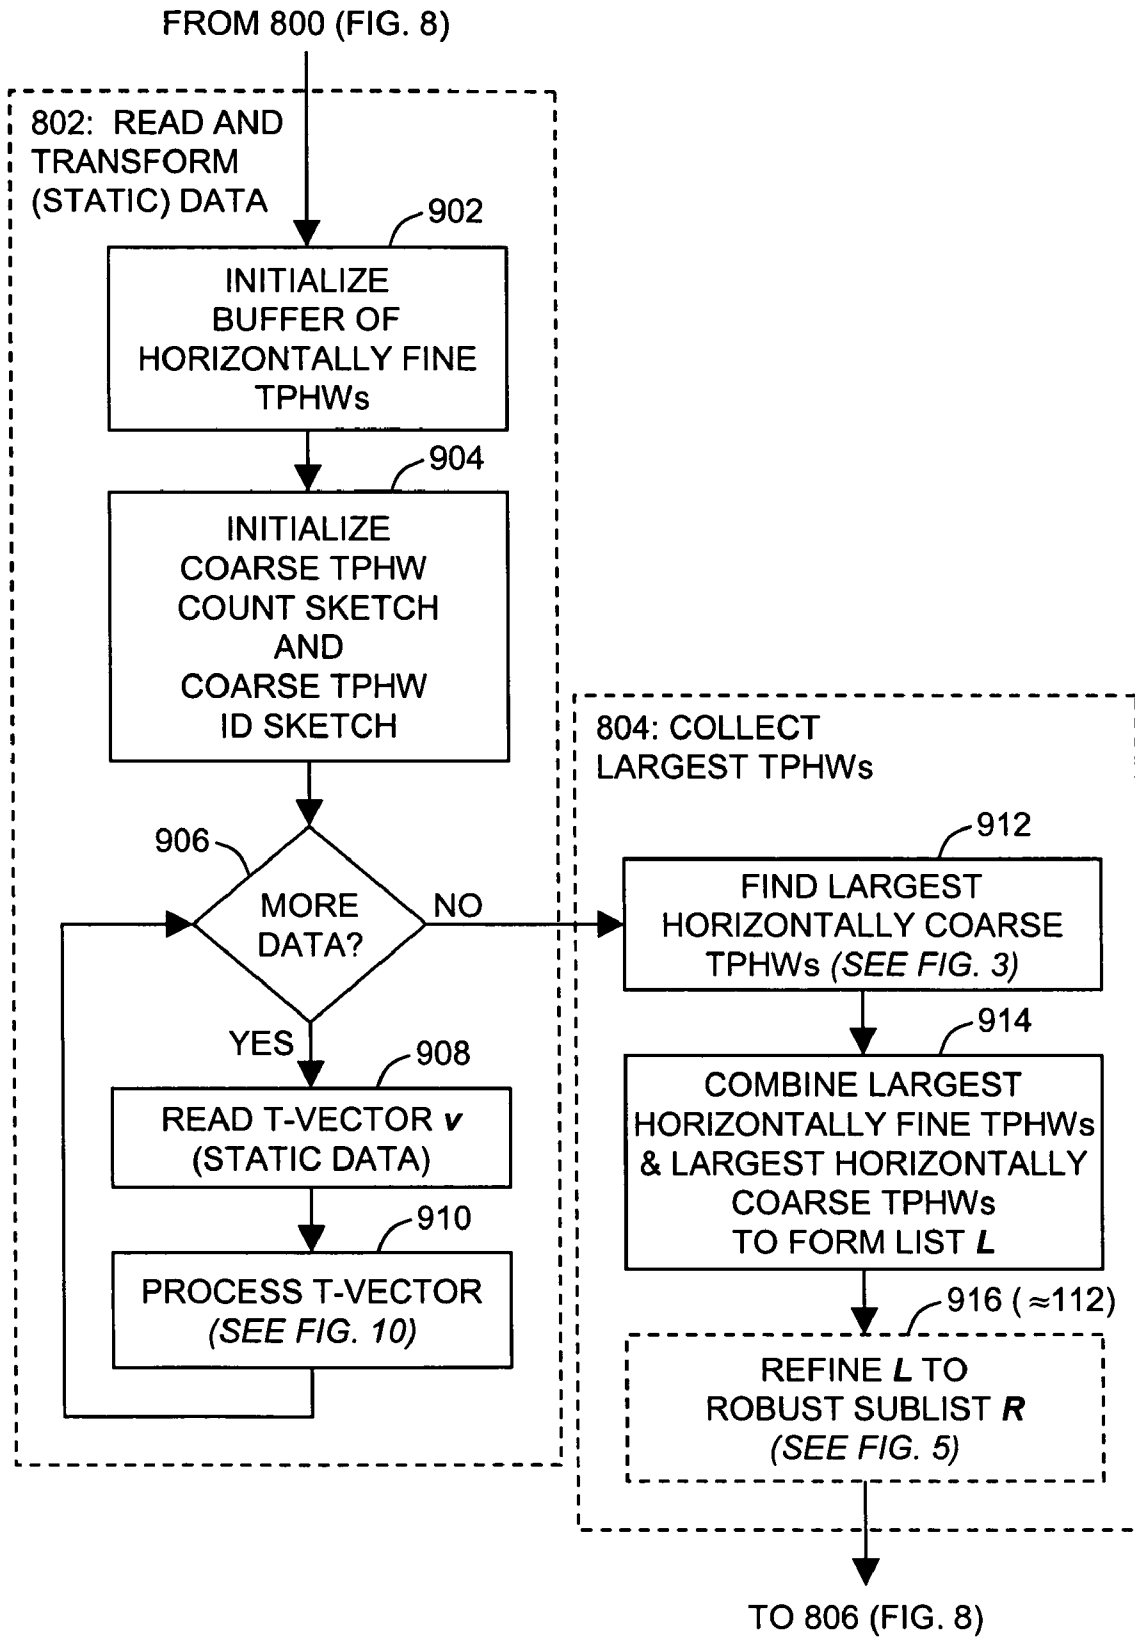 FROM 800 (FIG. 8)
802: READ AND
TRANSFORM
(STATIC) DATA
902
INITIALIZE
BUFFER OF
HORIZONTALLY FINE
TPHWs
904
INITIALIZE
COARSE TPHW
COUNT SKETCH
AND
COARSE TPHW
ID SKETCH
906
MORE
DATA?
NO
YES
908
READ T-VECTOR v
(STATIC DATA)
910
PROCESS T-VECTOR
(SEE FIG. 10)
804: COLLECT
LARGEST TPHWs
912
FIND LARGEST
HORIZONTALLY COARSE
TPHWs (SEE FIG. 3)
914
COMBINE LARGEST
HORIZONTALLY FINE TPHWs
& LARGEST HORIZONTALLY
COARSE TPHWs
TO FORM LIST L
916 (≈112)
REFINE L TO
ROBUST SUBLIST R
(SEE FIG. 5)
TO 806 (FIG. 8)